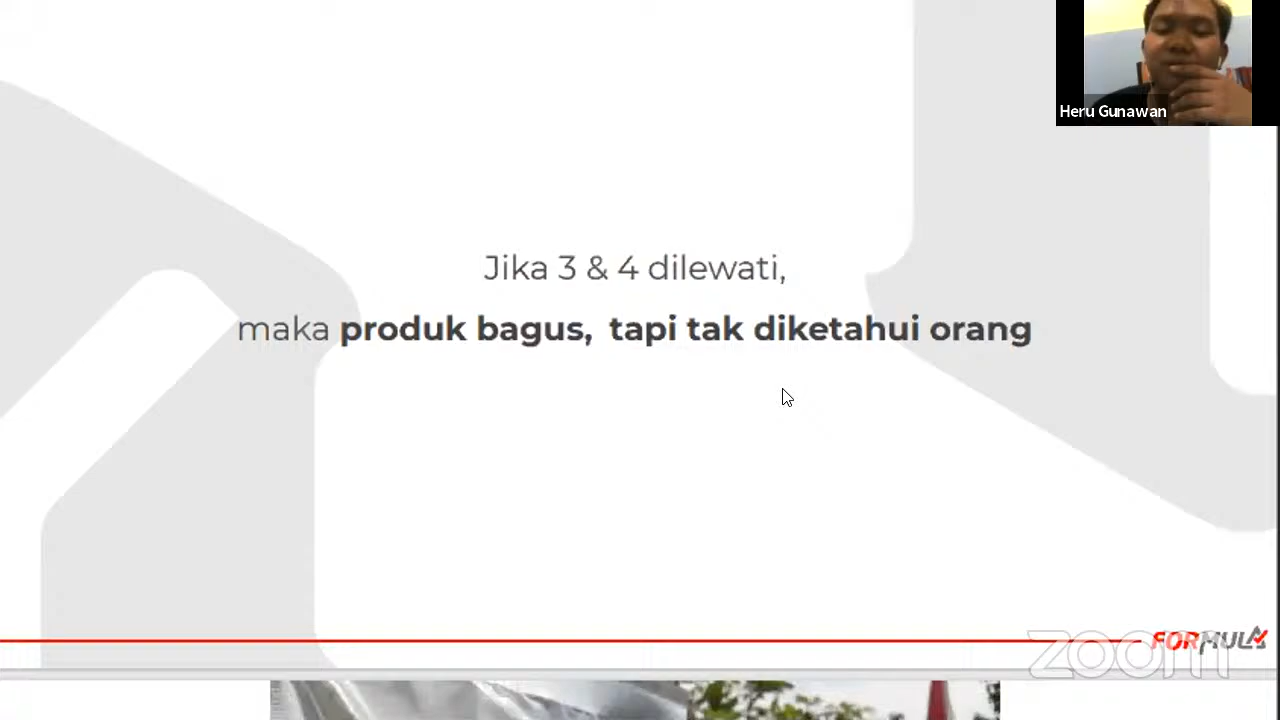 Heru Gunawan
Jika 3 & 4 dilewati,
maka produk bagus, tapi tak diketahui orang
FORMULA
zoom